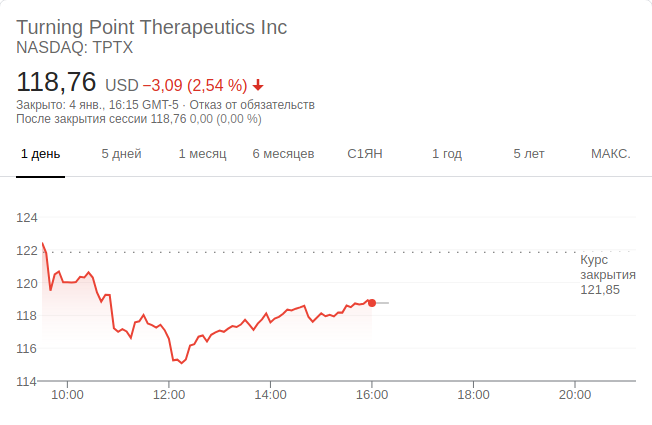 Turning Point Therapeutics Inc
NASDAQ: TPTX
118,76 USD −3,09 (2,54 %)
Закрыто: 4 янв., 16:15 GMT-5 · Отказ от обязательств
После закрытия сессии 118,76 0,00 (0,00 %)
1 день 5 дней 1 месяц 6 месяцев С1ЯН 1 год 5 лет МАКС.
124
122
Курс
закрытия
121,85
120
118
116
114
10:00 12:00 14:00 16:00 18:00 20:00